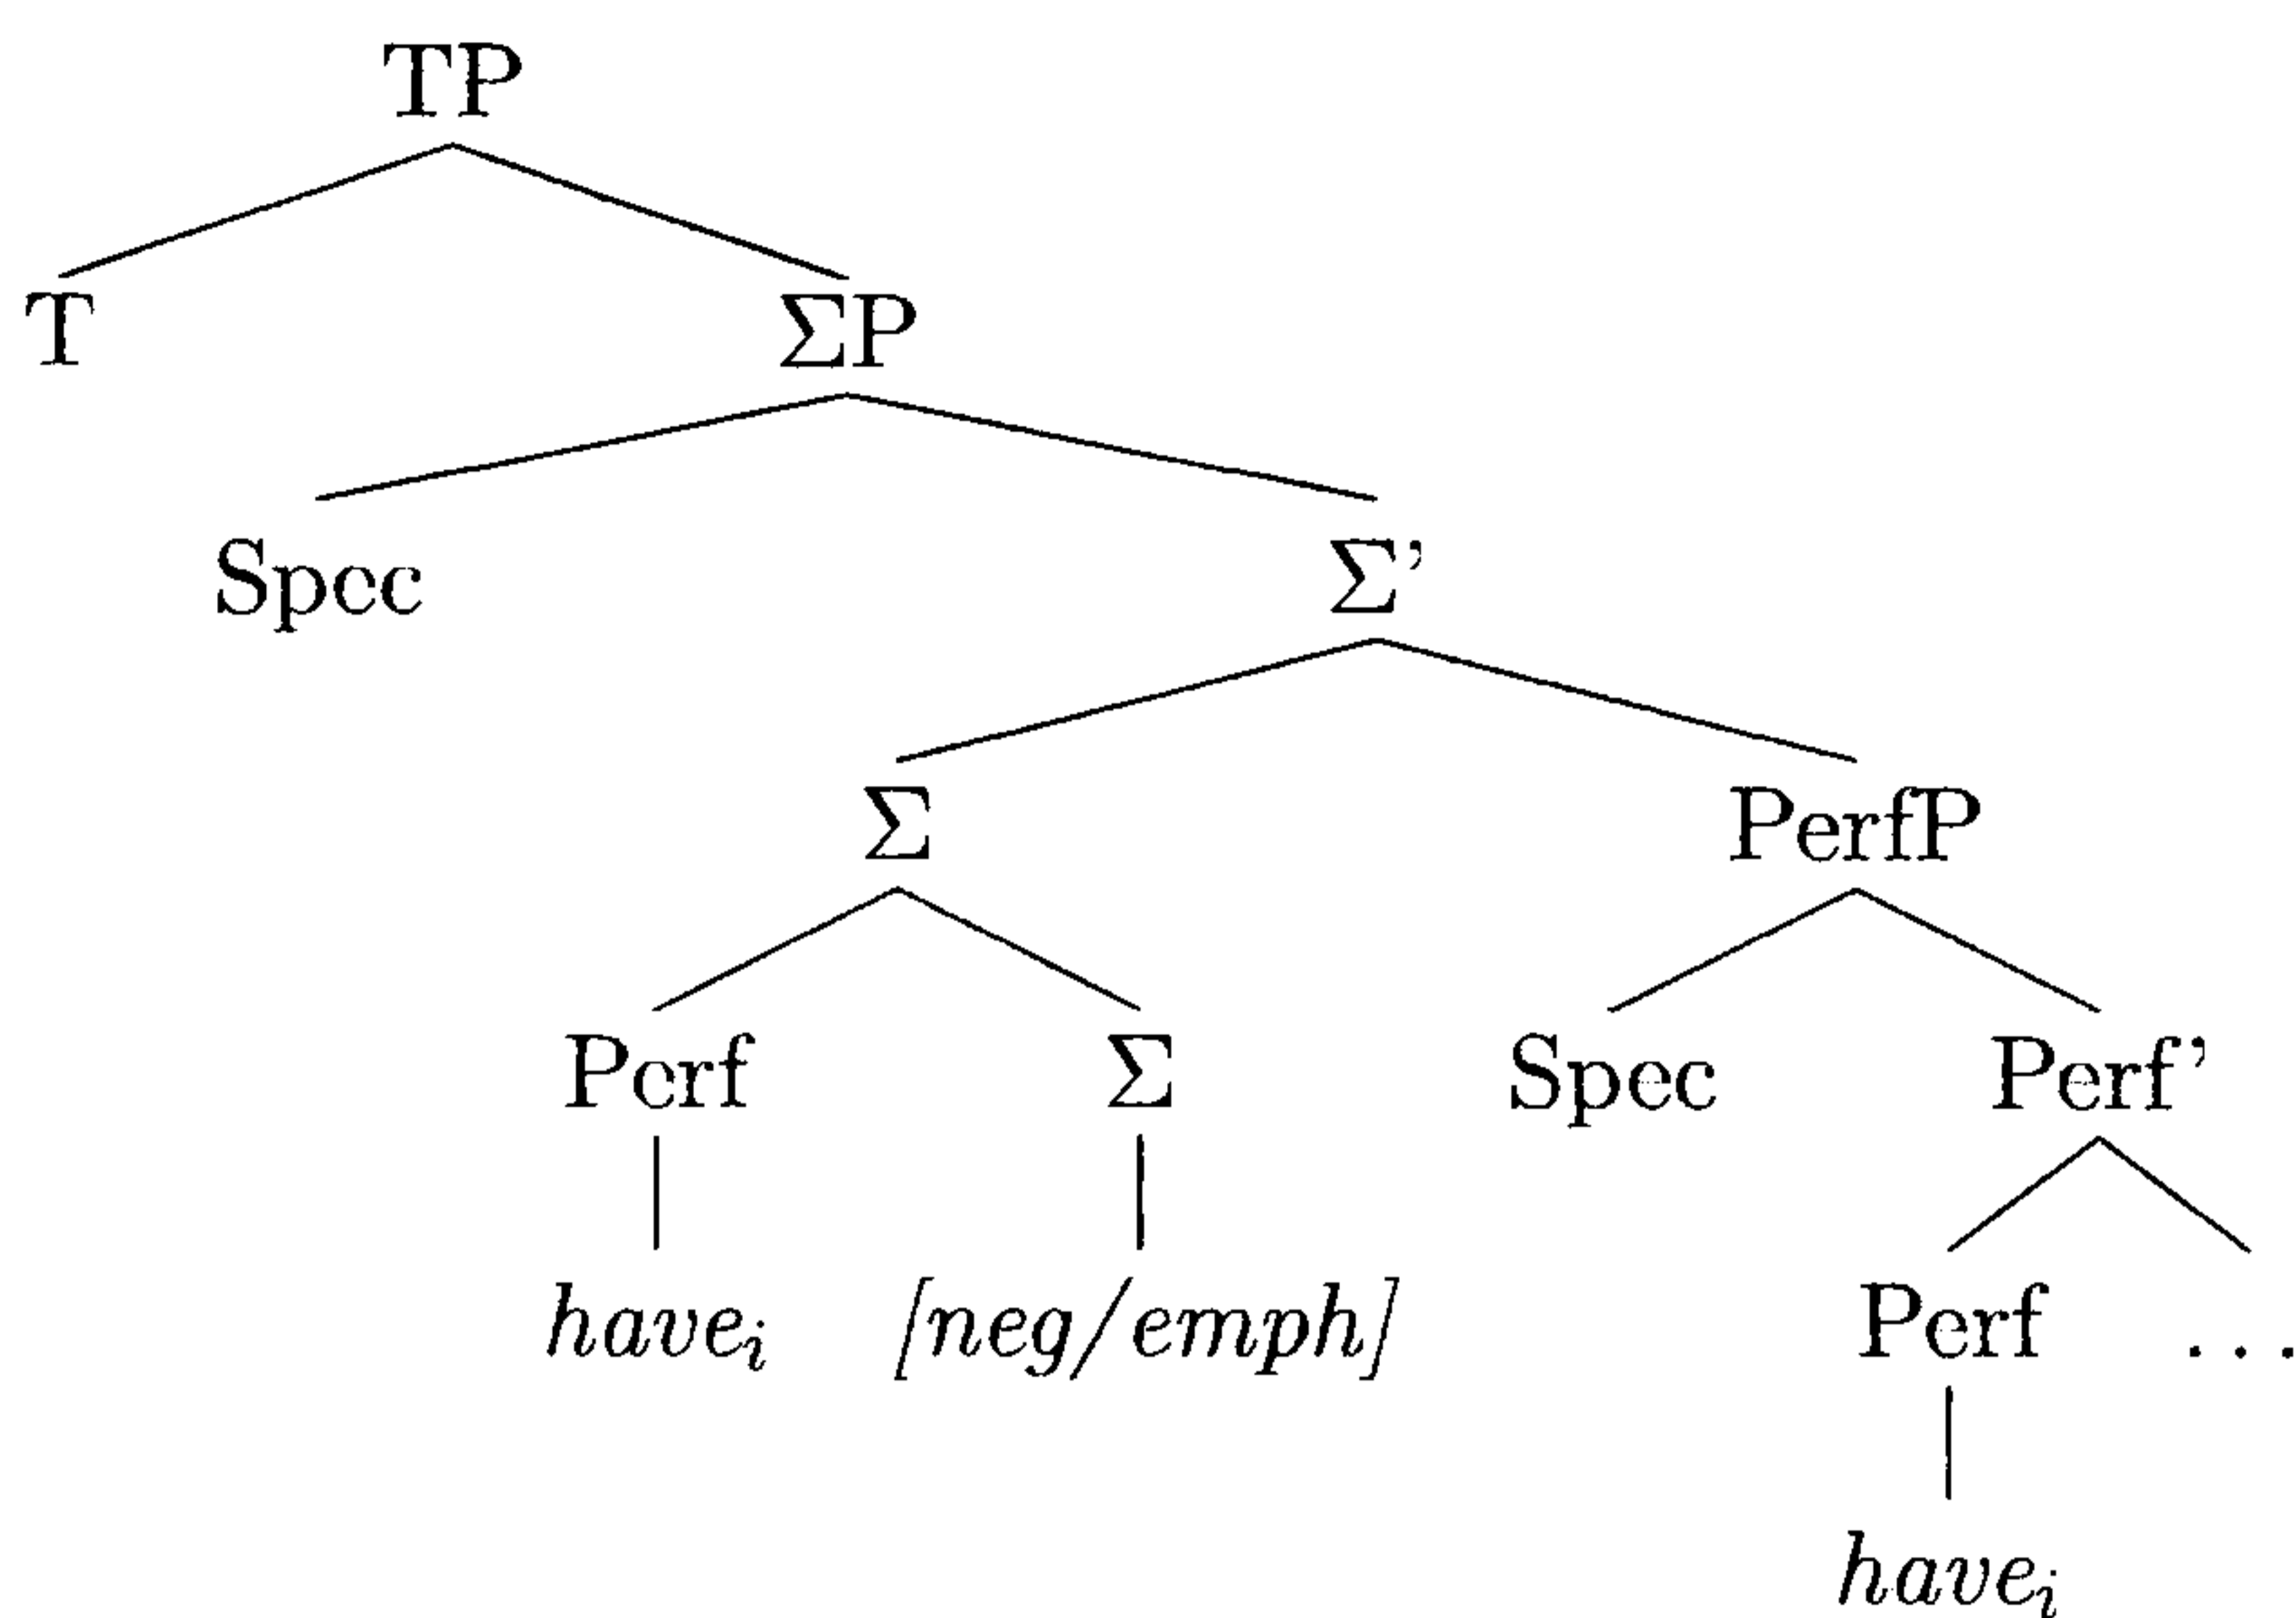 TP
T ΣP
Spec Σ’
Σ PerfP
Perf Σ Spec Perf’
have_i [neg/emph] Perf ...
have_i